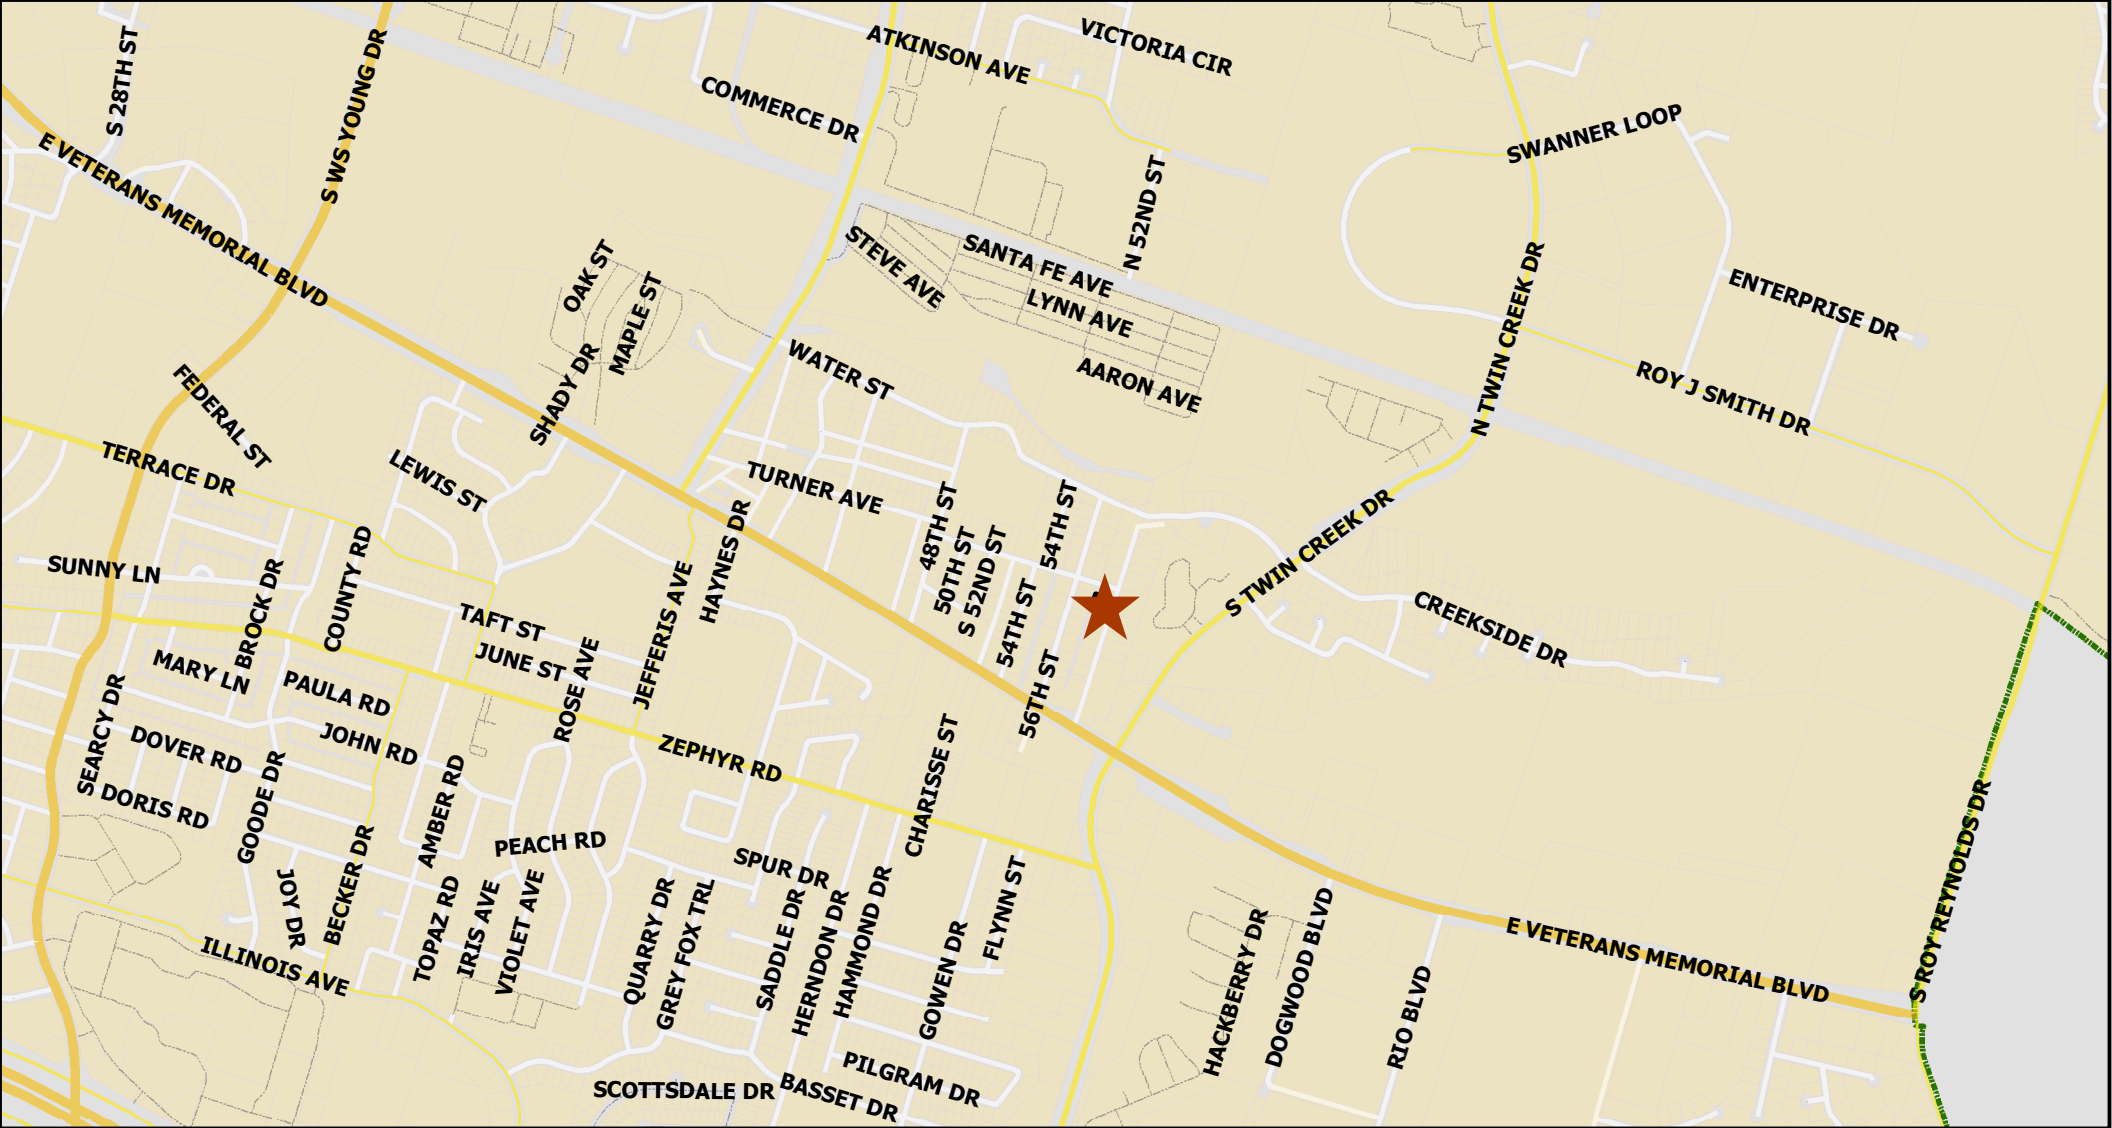 S 28TH ST
S WS YOUNG DR
ATKINSON AVE
VICTORIA CIR
COMMERCE DR
SWANNER LOOP
E VETERANS MEMORIAL BLVD
N 52ND ST
OAK ST
MAPLE ST
STEVE AVE
SANTA FE AVE
LYNN AVE
AARON AVE
N TWIN CREEK DR
ENTERPRISE DR
ROY J SMITH DR
WATER ST
SHADY DR
FEDERAL ST
TERRACE DR
LEWIS ST
TURNER AVE
HAYNES DR
48TH ST
50TH ST
S 52ND ST
54TH ST
54TH ST
56TH ST
S TWIN CREEK DR
CREEKSIDE DR
SUNNY LN
BROCK DR
COUNTY RD
TAFT ST
JUNE ST
JEFFERIS AVE
ROSE AVE
MARY LN
PAULA RD
JOHN RD
SEARCY DR
DOVER RD
S DORIS RD
GOODE DR
ZEPHYR RD
CHARISSE ST
AMBER RD
BECKER DR
PEACH RD
SPUR DR
JOY DR
ILLINOIS AVE
TOPAZ RD
IRIS AVE
VIOLET AVE
QUARRY DR
GREY FOX TRL
SADDLE DR
HERNDON DR
HAMMOND DR
GOWEN DR
FLYNN ST
HACKBERRY DR
DOGWOOD BLVD
RIO BLVD
E VETERANS MEMORIAL BLVD
S ROY REYNOLDS DR
SCOTTSDALE DR
BASSET DR
PILGRAM DR